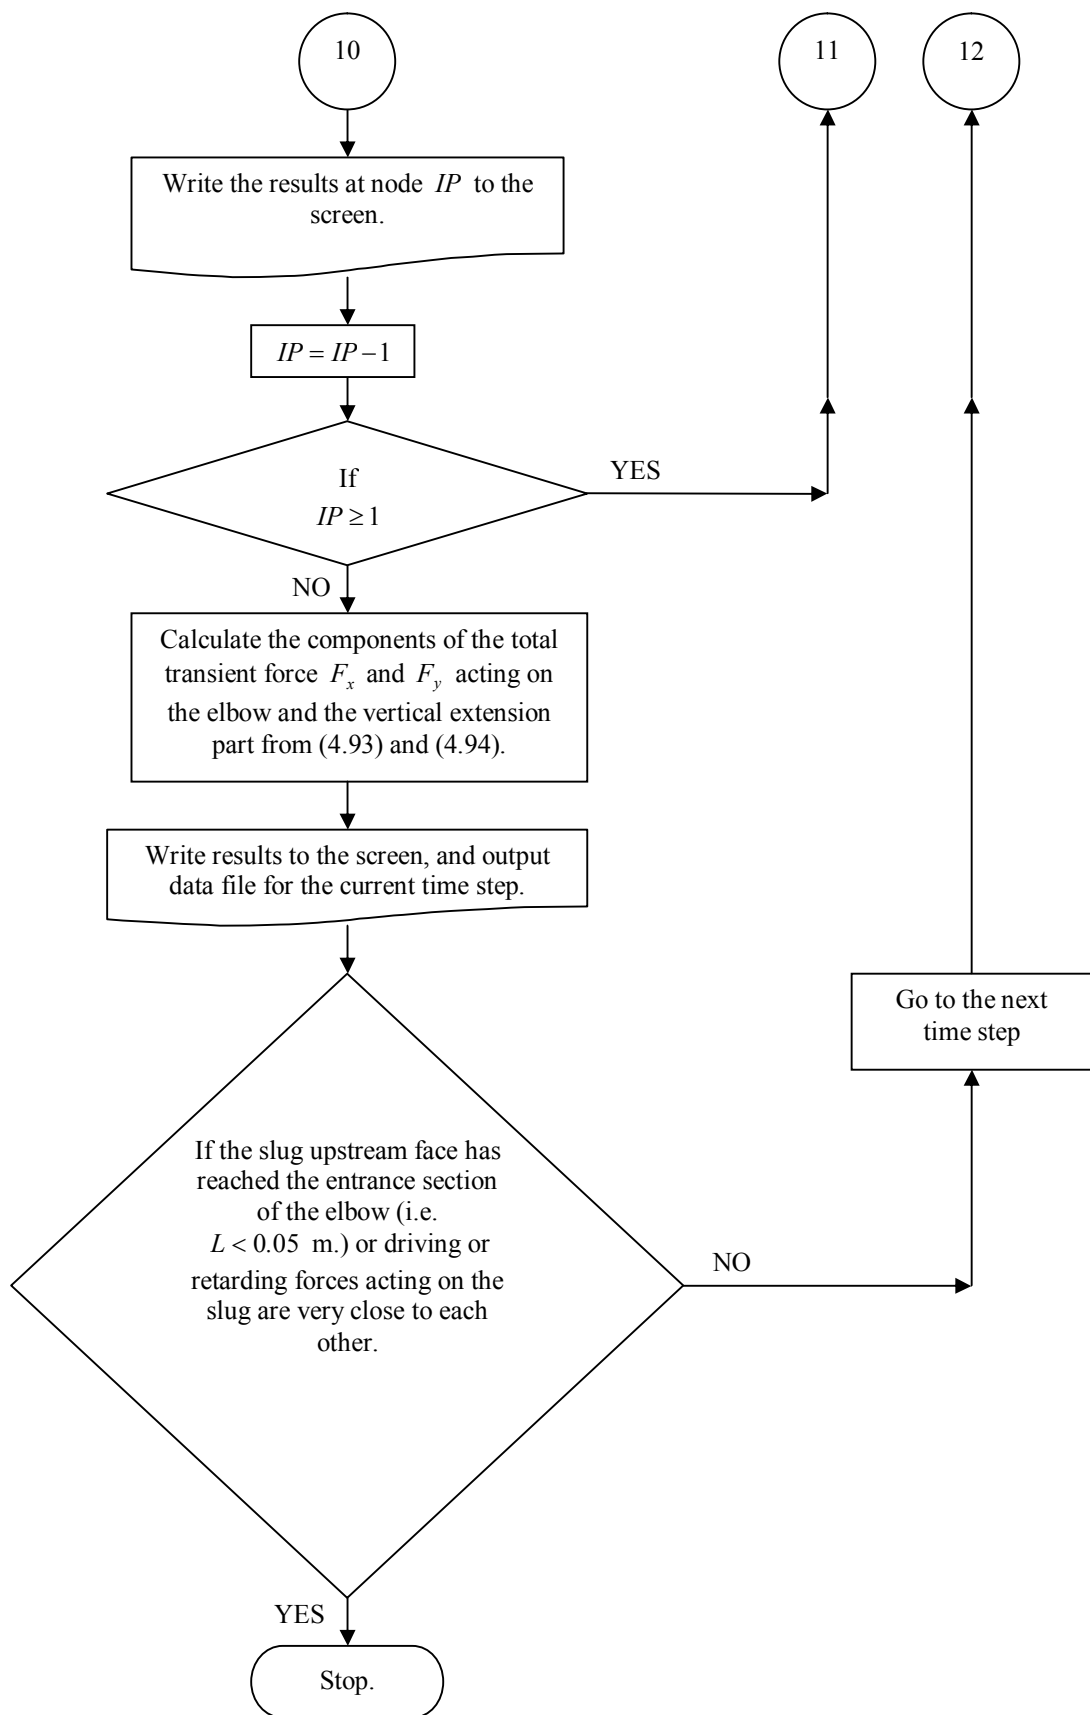 10
11
12
Write the results at node IP to the
screen.
IP = IP − 1
If
IP ≥ 1
YES
NO
Calculate the components of the total
transient force F_x and F_y acting on
the elbow and the vertical extension
part from (4.93) and (4.94).
Write results to the screen, and output
data file for the current time step.
Go to the next
time step
If the slug upstream face has
reached the entrance section
of the elbow (i.e.
L < 0.05 m.) or driving or
retarding forces acting on the
slug are very close to each
other.
NO
YES
Stop.